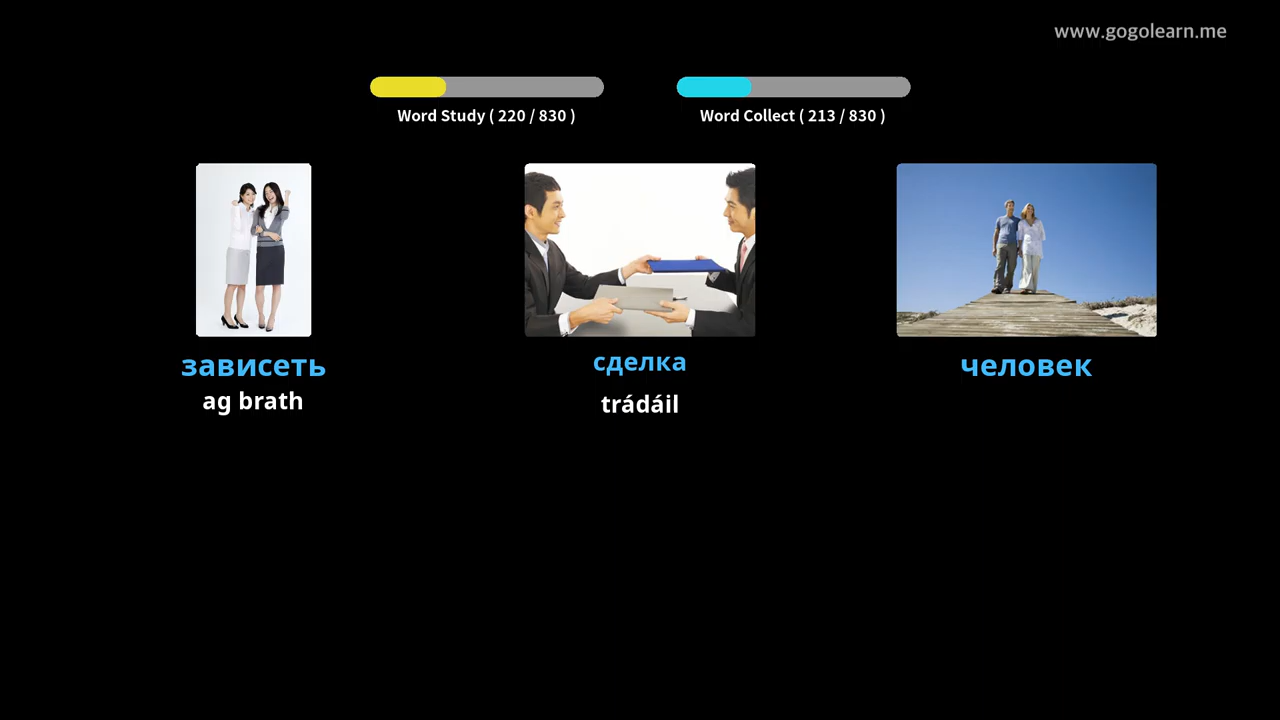 www.gogolearn.me
Word Study ( 220 / 830 )
Word Collect ( 213 / 830 )
зависеть
ag brath
сделка
trádáil
человек